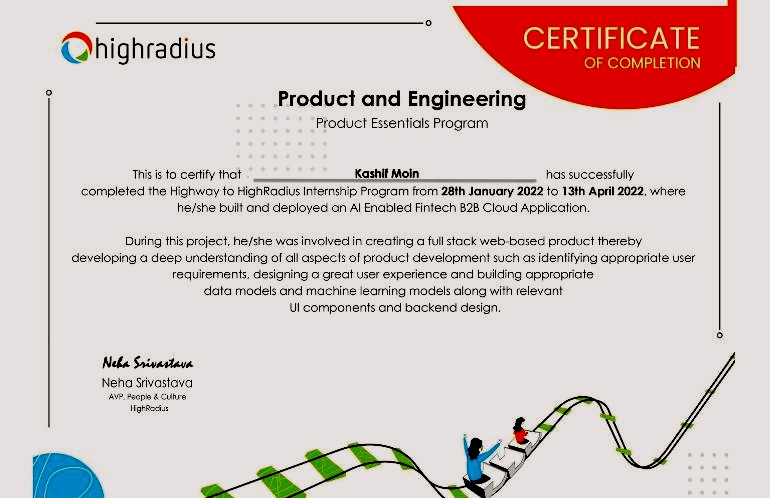 highradius
CERTIFICATE
OF COMPLETION
Product and Engineering
Product Essentials Program
This is to certify that Kashif Moin has successfully
completed the Highway to HighRadius Internship Program from 28th January 2022 to 13th April 2022, where
he/she built and deployed an AI Enabled Fintech B2B Cloud Application.
During this project, he/she was involved in creating a full stack web-based product thereby
developing a deep understanding of all aspects of product development such as identifying appropriate user
requirements, designing a great user experience and building appropriate
data models and machine learning models along with relevant
UI components and backend design.
Neha Srivastava
Neha Srivastava
AVP, People & Culture
HighRadius